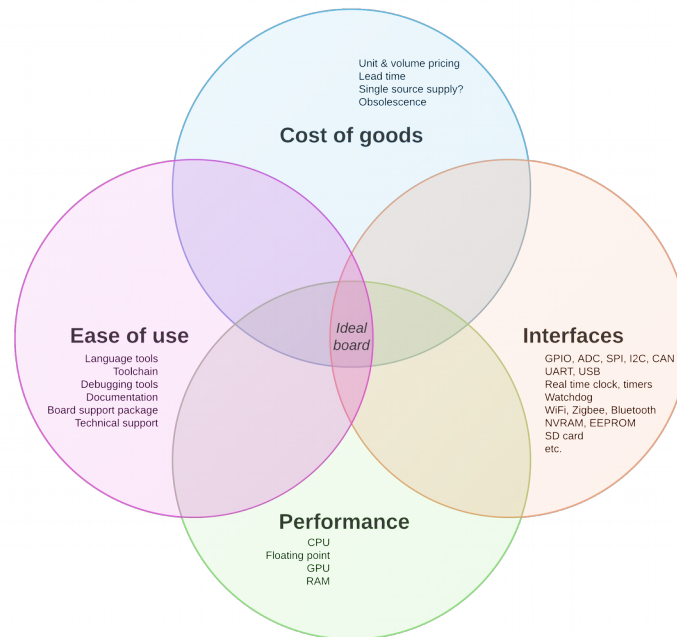 Unit & volume pricing
Lead time
Single source supply?
Obsolescence
Cost of goods
Ease of use
Language tools
Toolchain
Debugging tools
Documentation
Board support package
Technical support
Ideal
board
Interfaces
GPIO, ADC, SPI, I2C, CAN
UART, USB
Real time clock, timers
Watchdog
WiFi, Zigbee, Bluetooth
NVRAM, EEPROM
SD card
etc.
Performance
CPU
Floating point
GPU
RAM